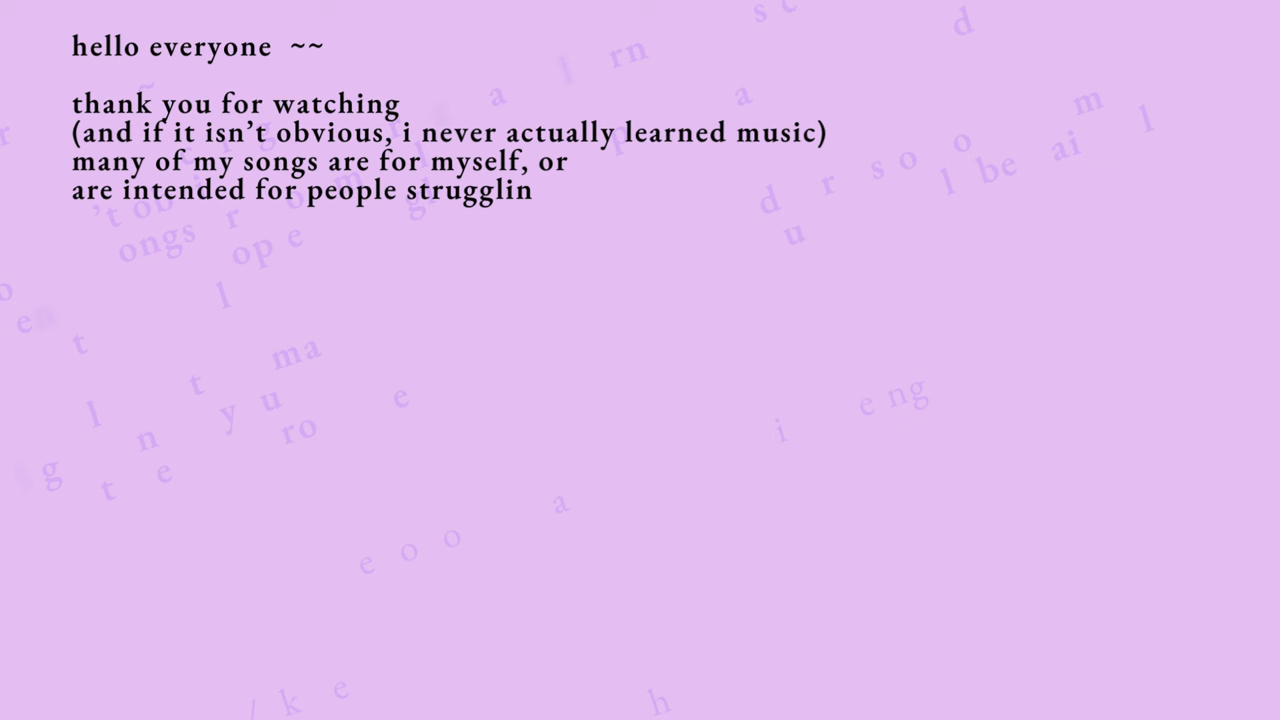 hello everyone ~~
thank you for watching
(and if it isn't obvious, i never actually learned music)
many of my songs are for myself, or
are intended for people strugglin